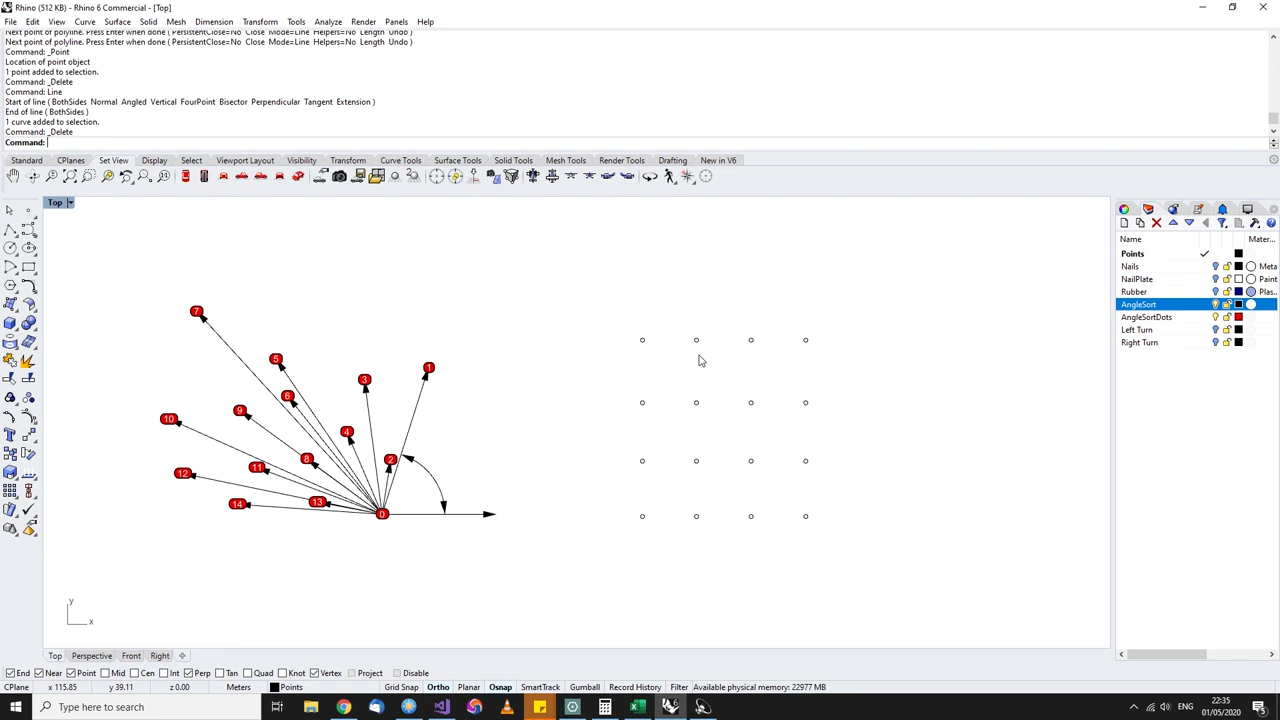 Rhino (512 KB) - Rhino 6 Commercial - [Top]
File Edit View Curve Surface Solid Mesh Dimension Transform Tools Analyze Render Panels Help
Next point of polyline. Press Enter when done ( PersistentClose=No Close Mode=Line Helpers=No Length Undo )
Next point of polyline. Press Enter when done ( PersistentClose=No Close Mode=Line Helpers=No Length Undo )
Command: _Point
Location of point object
1 point added to selection.
Command: _Delete
Command: Line
Start of line ( BothSides Normal Angled Vertical FourPoint Bisector Perpendicular Tangent Extension )
End of line ( BothSides )
1 curve added to selection.
Command: _Delete
Command:
Standard CPlanes Set View Display Select Viewport Layout Visibility Transform Curve Tools Surface Tools Solid Tools Mesh Tools Render Tools Drafting New in V6
Top
Name Mater...
Points
Nails Meta
NailPlate Paint
Rubber Plas...
AngleSort
AngleSortDots
Left Turn
Right Turn
7
5
1
3
6
9
10
4
8
2
11
12
14
13
0
y
x
Top Perspective Front Right
End Near Point Mid Cen Int Perp Tan Quad Knot Vertex Project Disable
CPlane x 115.85 y 39.11 z 0.00 Meters Points Grid Snap Ortho Planar Osnap SmartTrack Gumball Record History Filter Available physical memory: 22977 MB
Type here to search
ENG
22:35
01/05/2020